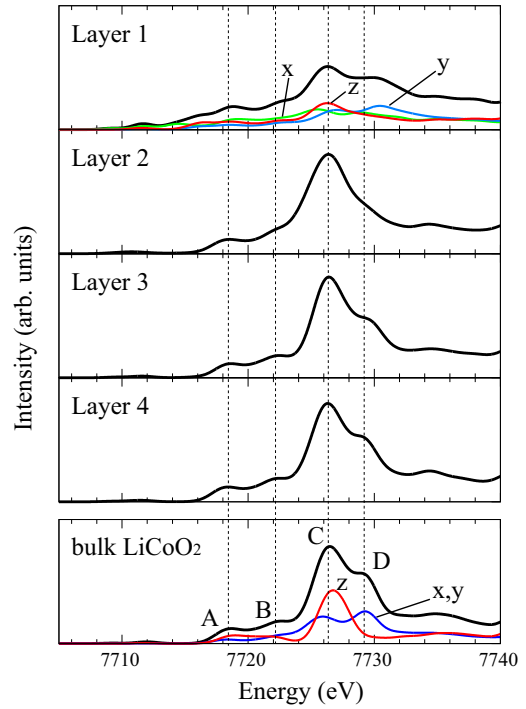 Layer 1
x
z
y
Layer 2
Layer 3
Layer 4
bulk LiCoO2
C
D
z
x,y
A
B
7710
7720
7730
7740
Energy (eV)
Intensity (arb. units)